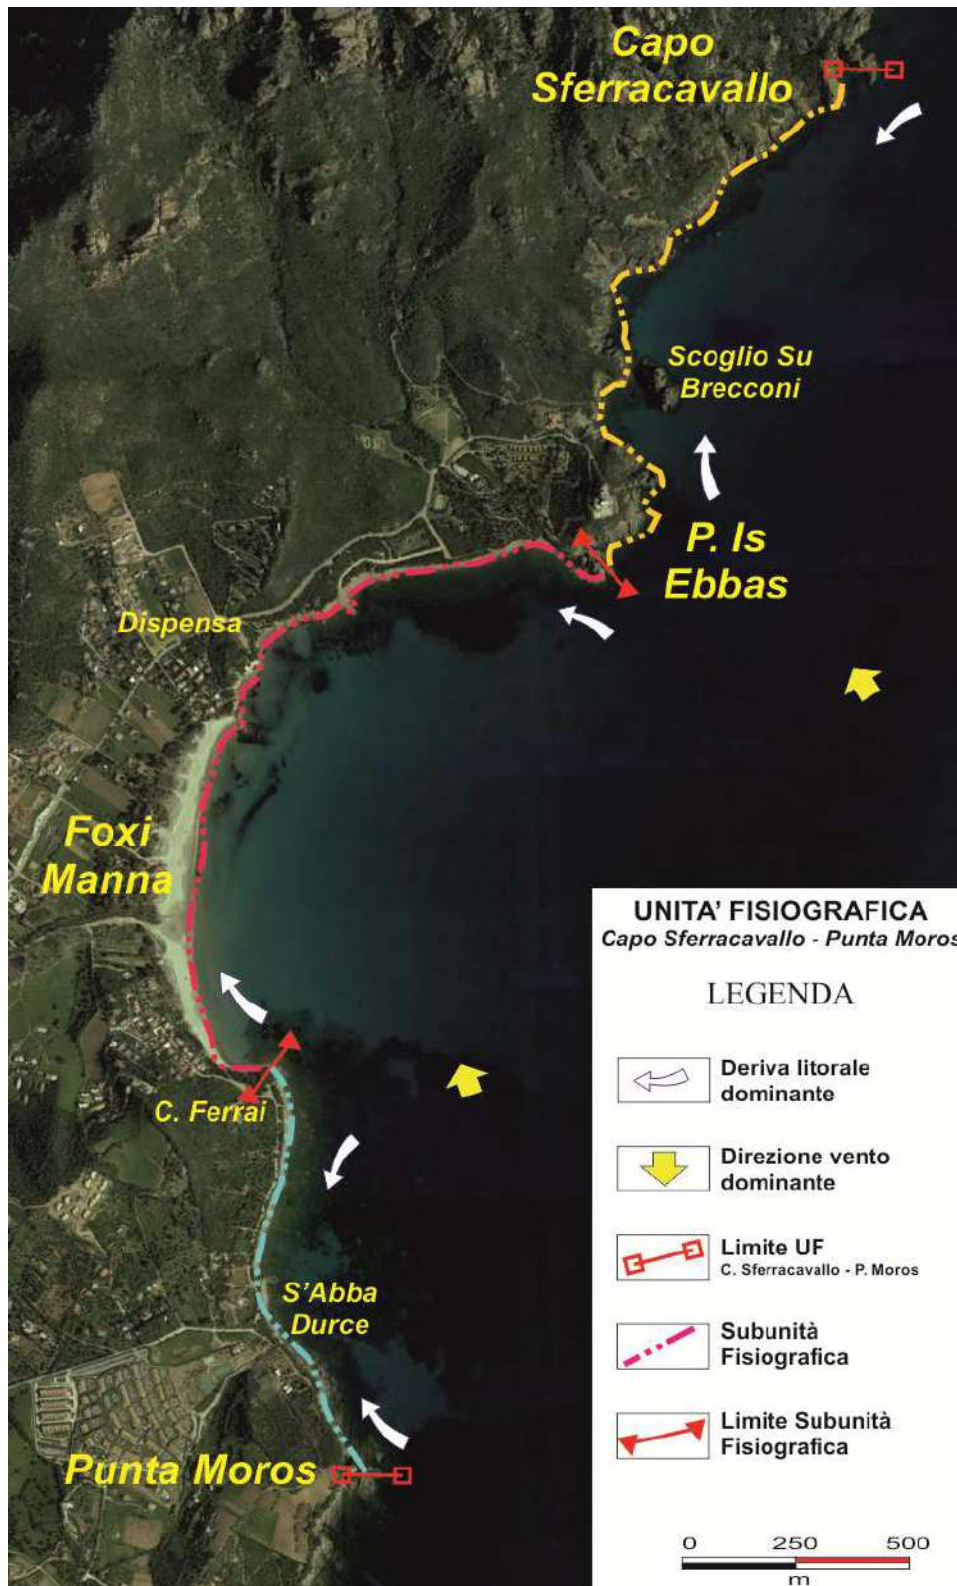 Capo
Sferracavallo
Scoglio Su
Brecconi
P. Is
Ebbas
Dispensa
Foxi
Manna
C. Ferrai
S'Abba
Durce
Punta Moros
UNITA' FISIOGRAFICA
Capo Sferracavallo - Punta Moros
LEGENDA
Deriva litorale
dominante
Direzione vento
dominante
Limite UF
C. Sferracavallo - P. Moros
Subunità
Fisiografica
Limite Subunità
Fisiografica
0 250 500
m